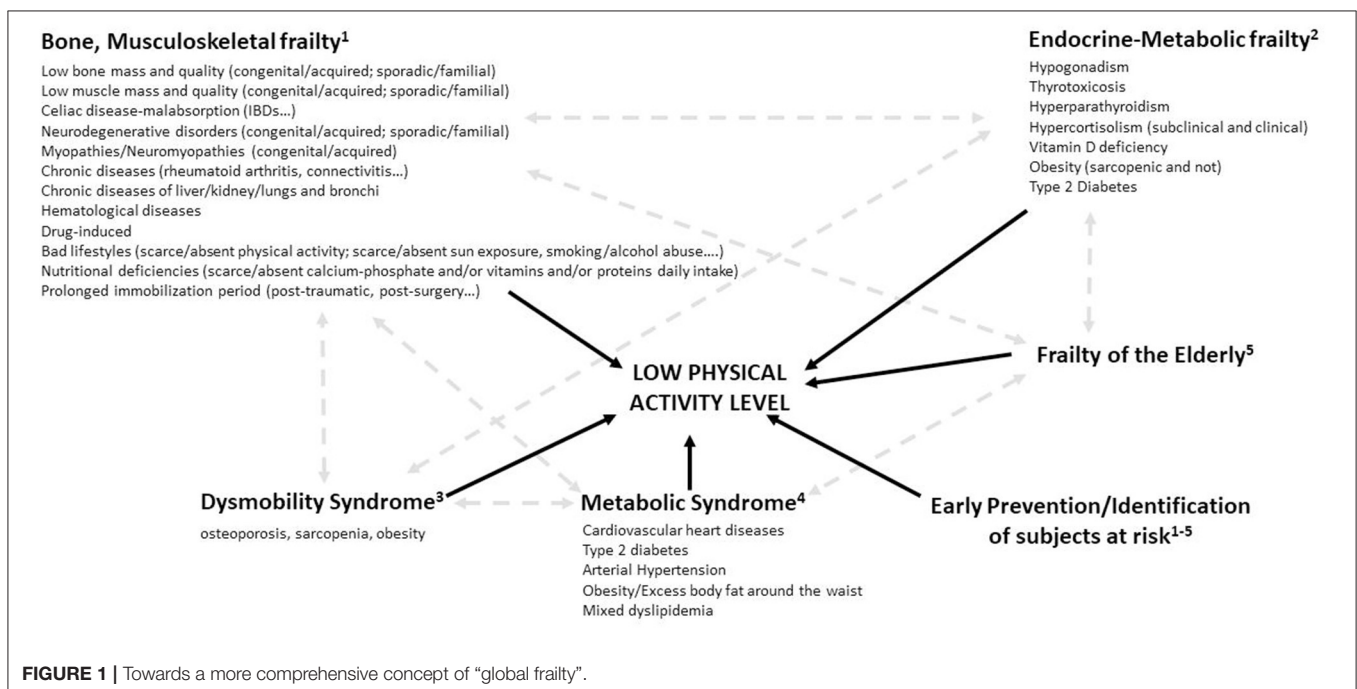 Bone, Musculoskeletal frailty1
Low bone mass and quality (congenital/acquired; sporadic/familial)
Low muscle mass and quality (congenital/acquired; sporadic/familial)
Celiac disease-malabsorption (IBDs...)
Neurodegenerative disorders (congenital/acquired; sporadic/familial)
Myopathies/Neuromyopathies (congenital/acquired)
Chronic diseases (rheumatoid arthritis, connectivitis...)
Chronic diseases of liver/kidney/lungs and bronchi
Hematological diseases
Drug-induced
Bad lifestyles (scarce/absent physical activity; scarce/absent sun exposure, smoking/alcohol abuse....)
Nutritional deficiencies (scarce/absent calcium-phosphate and/or vitamins and/or proteins daily intake)
Prolonged immobilization period (post-traumatic, post-surgery...)
Endocrine-Metabolic frailty2
Hypogonadism
Thyrotoxicosis
Hyperparathyroidism
Hypercortisolism (subclinical and clinical)
Vitamin D deficiency
Obesity (sarcopenic and not)
Type 2 Diabetes
Frailty of the Elderly5
LOW PHYSICAL
ACTIVITY LEVEL
Dysmobility Syndrome3
osteoporosis, sarcopenia, obesity
Metabolic Syndrome4
Cardiovascular heart diseases
Type 2 diabetes
Arterial Hypertension
Obesity/Excess body fat around the waist
Mixed dyslipidemia
Early Prevention/Identification
of subjects at risk1-5
FIGURE 1 | Towards a more comprehensive concept of “global frailty”.